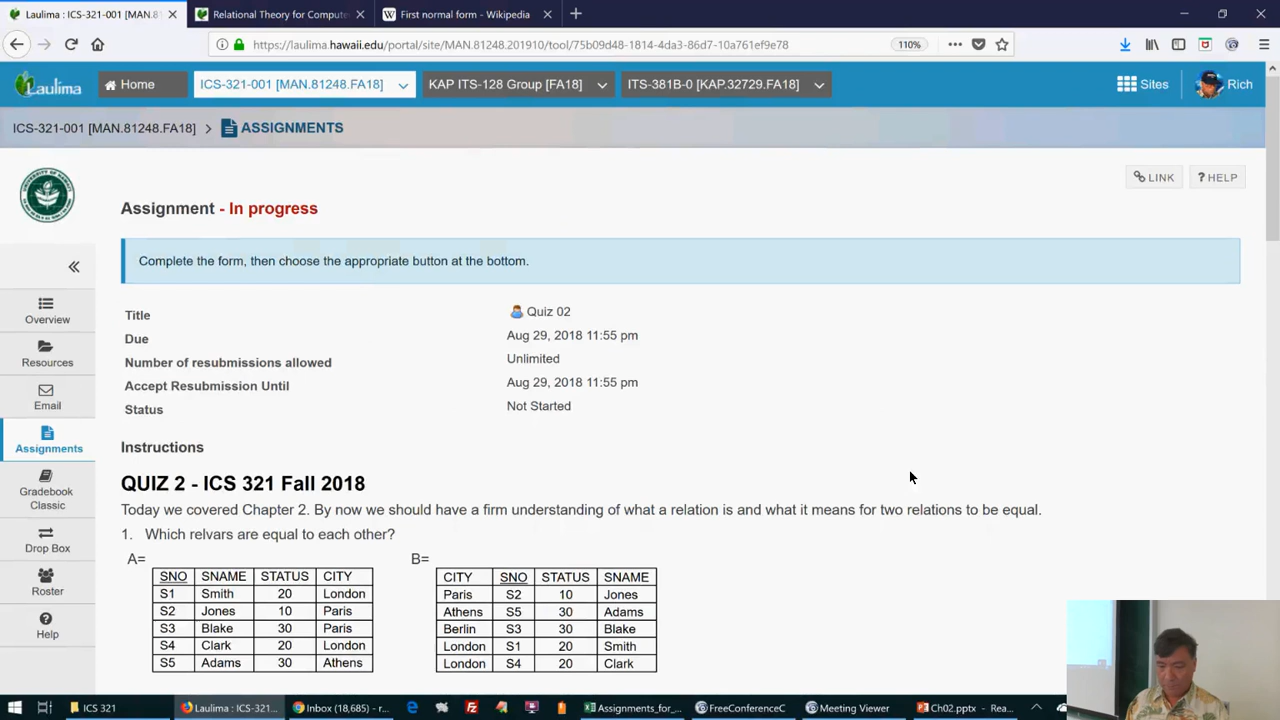 Laulima : ICS-321-001 [MAN.8
Relational Theory for Compute
First normal form - Wikipedia
https://laulima.hawaii.edu/portal/site/MAN.81248.201910/tool/75b09d48-1814-4da3-86d7-10a761ef9e78
110%
Laulima
Home
ICS-321-001 [MAN.81248.FA18]
KAP ITS-128 Group [FA18]
ITS-381B-0 [KAP.32729.FA18]
Sites
Rich
ICS-321-001 [MAN.81248.FA18] > ASSIGNMENTS
LINK
? HELP
Assignment - In progress
Complete the form, then choose the appropriate button at the bottom.
Overview
Resources
Email
Assignments
Gradebook
Classic
Drop Box
Roster
Help
Title Quiz 02
Due Aug 29, 2018 11:55 pm
Number of resubmissions allowed Unlimited
Accept Resubmission Until Aug 29, 2018 11:55 pm
Status Not Started
Instructions
QUIZ 2 - ICS 321 Fall 2018
Today we covered Chapter 2. By now we should have a firm understanding of what a relation is and what it means for two relations to be equal.
1. Which relvars are equal to each other?
A=
SNO SNAME STATUS CITY
S1 Smith 20 London
S2 Jones 10 Paris
S3 Blake 30 Paris
S4 Clark 20 London
S5 Adams 30 Athens
B=
CITY SNO STATUS SNAME
Paris S2 10 Jones
Athens S5 30 Adams
Berlin S3 30 Blake
London S1 20 Smith
London S4 20 Clark
ICS 321
Laulima : ICS-321...
Inbox (18,685) - r...
Assignments_for_...
FreeConferenceC
Meeting Viewer
Ch02.pptx - Rea...